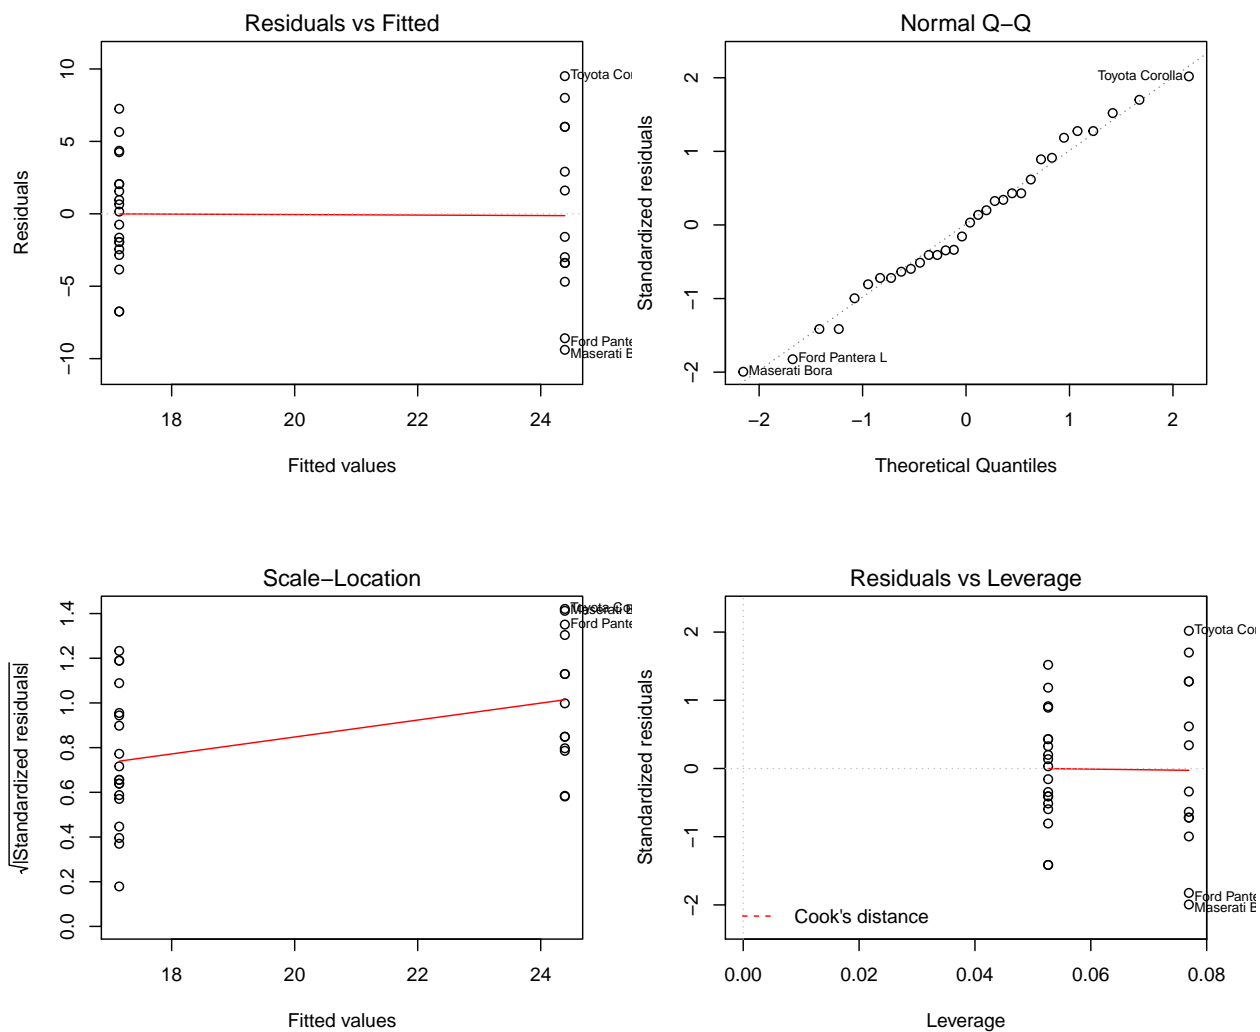 Residuals vs Fitted
Residuals
10
5
0
−5
−10
Toyota Cor
Ford Pante
Maserati B
18 20 22 24
Fitted values
Normal Q−Q
Standardized residuals
2
1
0
−1
−2
Toyota Corolla
Ford Pantera L
Maserati Bora
−2 −1 0 1 2
Theoretical Quantiles
Scale−Location
√|Standardized residuals|
1.4
1.2
1.0
0.8
0.6
0.4
0.2
0.0
Toyota Co
Maserati B
Ford Pante
18 20 22 24
Fitted values
Residuals vs Leverage
Standardized residuals
2
1
0
−1
−2
Toyota Cor
Ford Pante
Maserati B
Cook's distance
0.00 0.02 0.04 0.06 0.08
Leverage